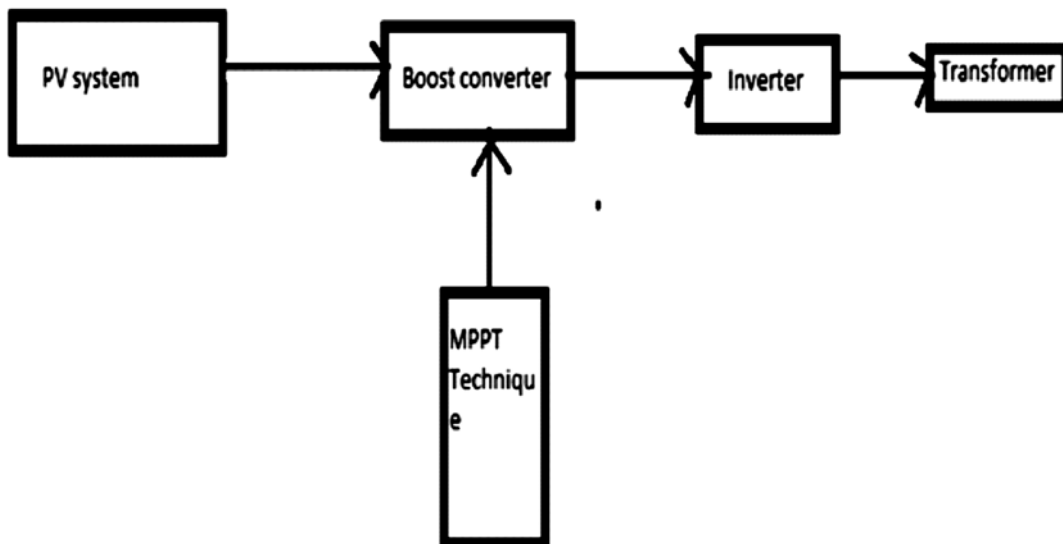 PV system
Boost converter
Inverter
Transformer
MPPT
Techniqu
e